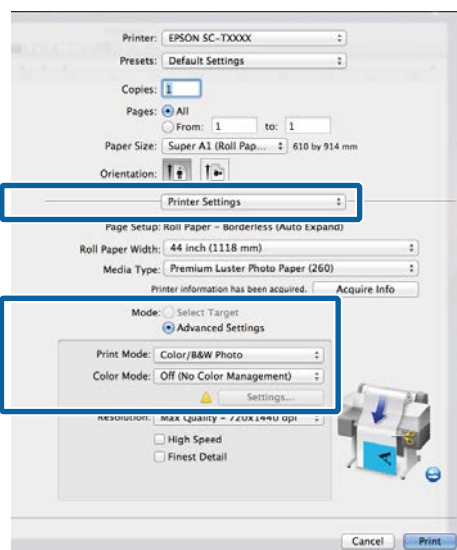 Printer: EPSON SC-TXXXX
Presets: Default Settings
Copies: 1
Pages: All
From: 1 to: 1
Paper Size: Super A1 (Roll Pap... 610 by 914 mm
Orientation:
Printer Settings
Page Setup: Roll Paper - Borderless (Auto Expand)
Roll Paper Width: 44 inch (1118 mm)
Media Type: Premium Luster Photo Paper (260)
Printer information has been acquired. Acquire Info
Mode: Select Target
Advanced Settings
Print Mode: Color/B&W Photo
Color Mode: Off (No Color Management)
Settings...
Resolution: Max Quality - 720x1440 dpi
High Speed
Finest Detail
Cancel Print